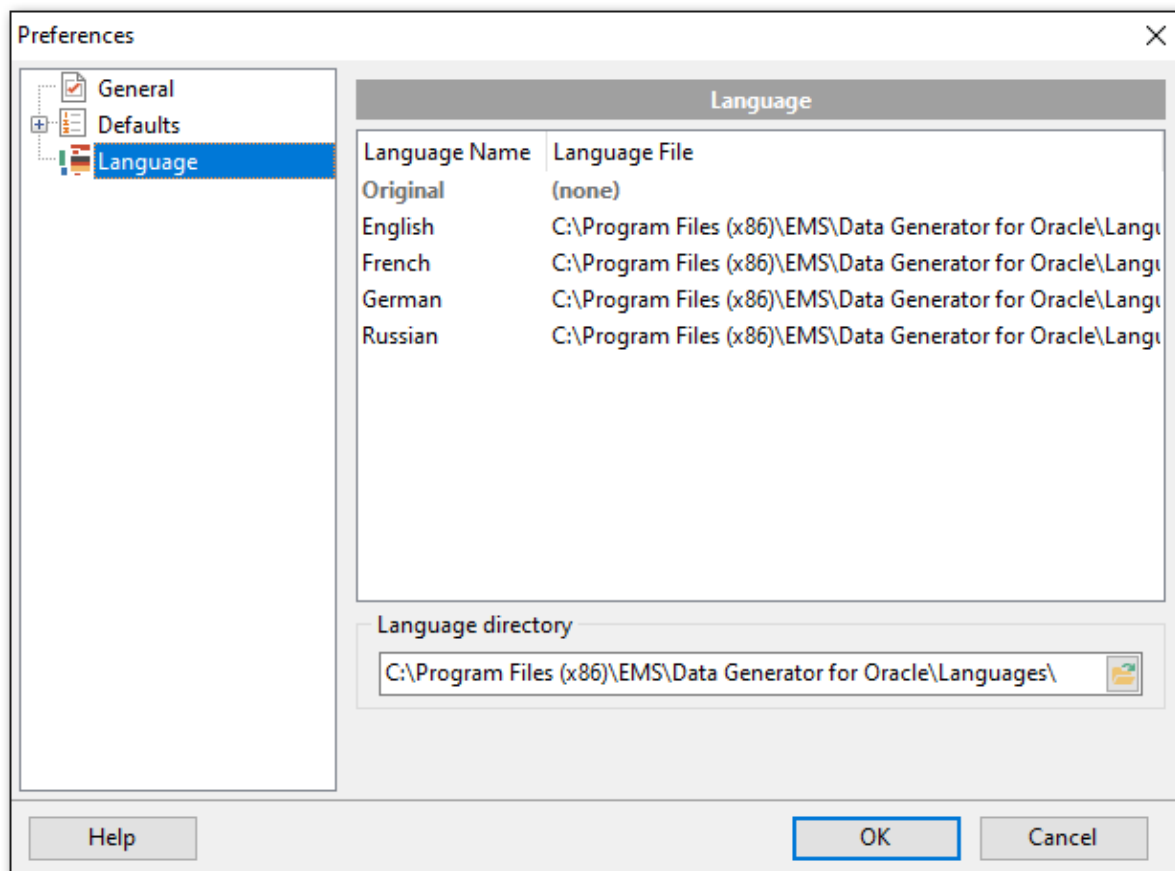 Preferences
General
Defaults
Language
Language
Language Name Language File
Original (none)
English C:\Program Files (x86)\EMS\Data Generator for Oracle\Langu
French C:\Program Files (x86)\EMS\Data Generator for Oracle\Langu
German C:\Program Files (x86)\EMS\Data Generator for Oracle\Langu
Russian C:\Program Files (x86)\EMS\Data Generator for Oracle\Langu
Language directory
C:\Program Files (x86)\EMS\Data Generator for Oracle\Languages\
Help OK Cancel